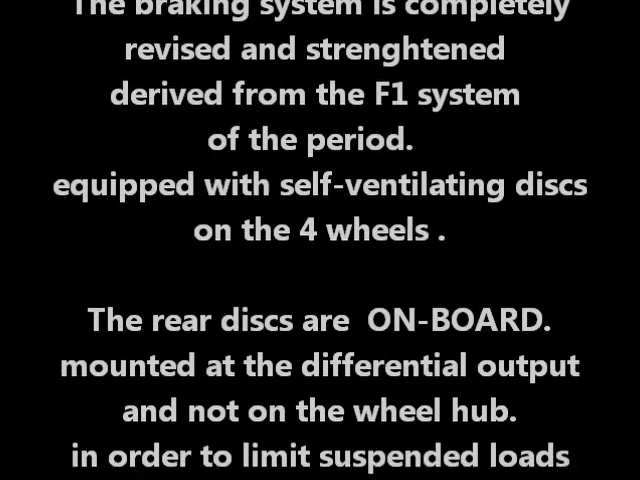 The braking system is completely
revised and strenghtened
derived from the F1 system
of the period.
equipped with self-ventilating discs
on the 4 wheels .
The rear discs are ON-BOARD.
mounted at the differential output
and not on the wheel hub.
in order to limit suspended loads